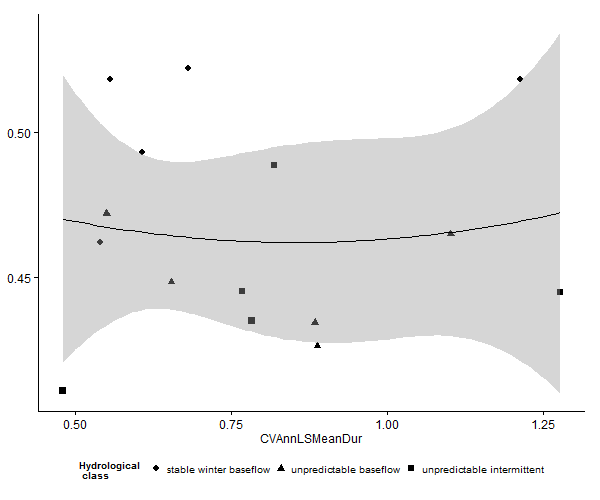 0.50
0.45
0.50 0.75 1.00 1.25
CVAnnLSMeanDur
Hydrological
class
stable winter baseflow unpredictable baseflow unpredictable intermittent